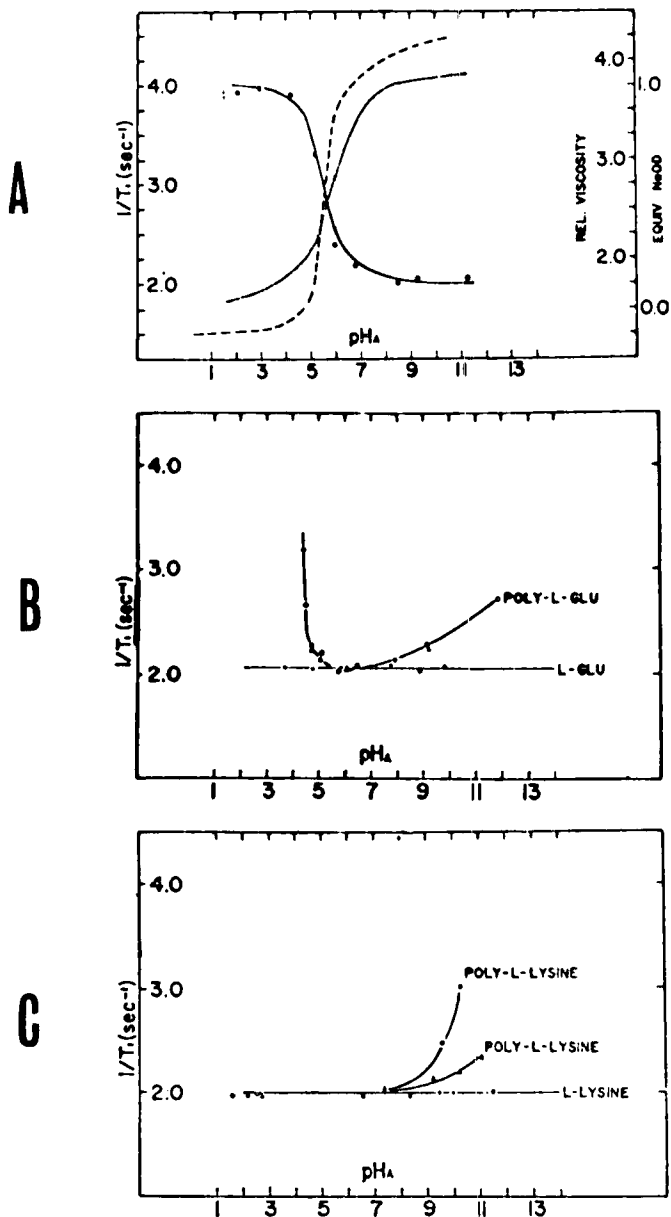 A
1/T₁ (sec⁻¹)
4.0
3.0
2.0
REL. VISCOSITY
4.0
3.0
2.0
EQUIV NaOD
1.0
0.0
pHA
1 3 5 7 9 11 13
B
1/T₁ (sec⁻¹)
4.0
3.0
2.0
POLY-L-GLU
L-GLU
pHA
1 3 5 7 9 11 13
C
1/T₁ (sec⁻¹)
4.0
3.0
2.0
POLY-L-LYSINE
POLY-L-LYSINE
L-LYSINE
pHA
1 3 5 7 9 11 13